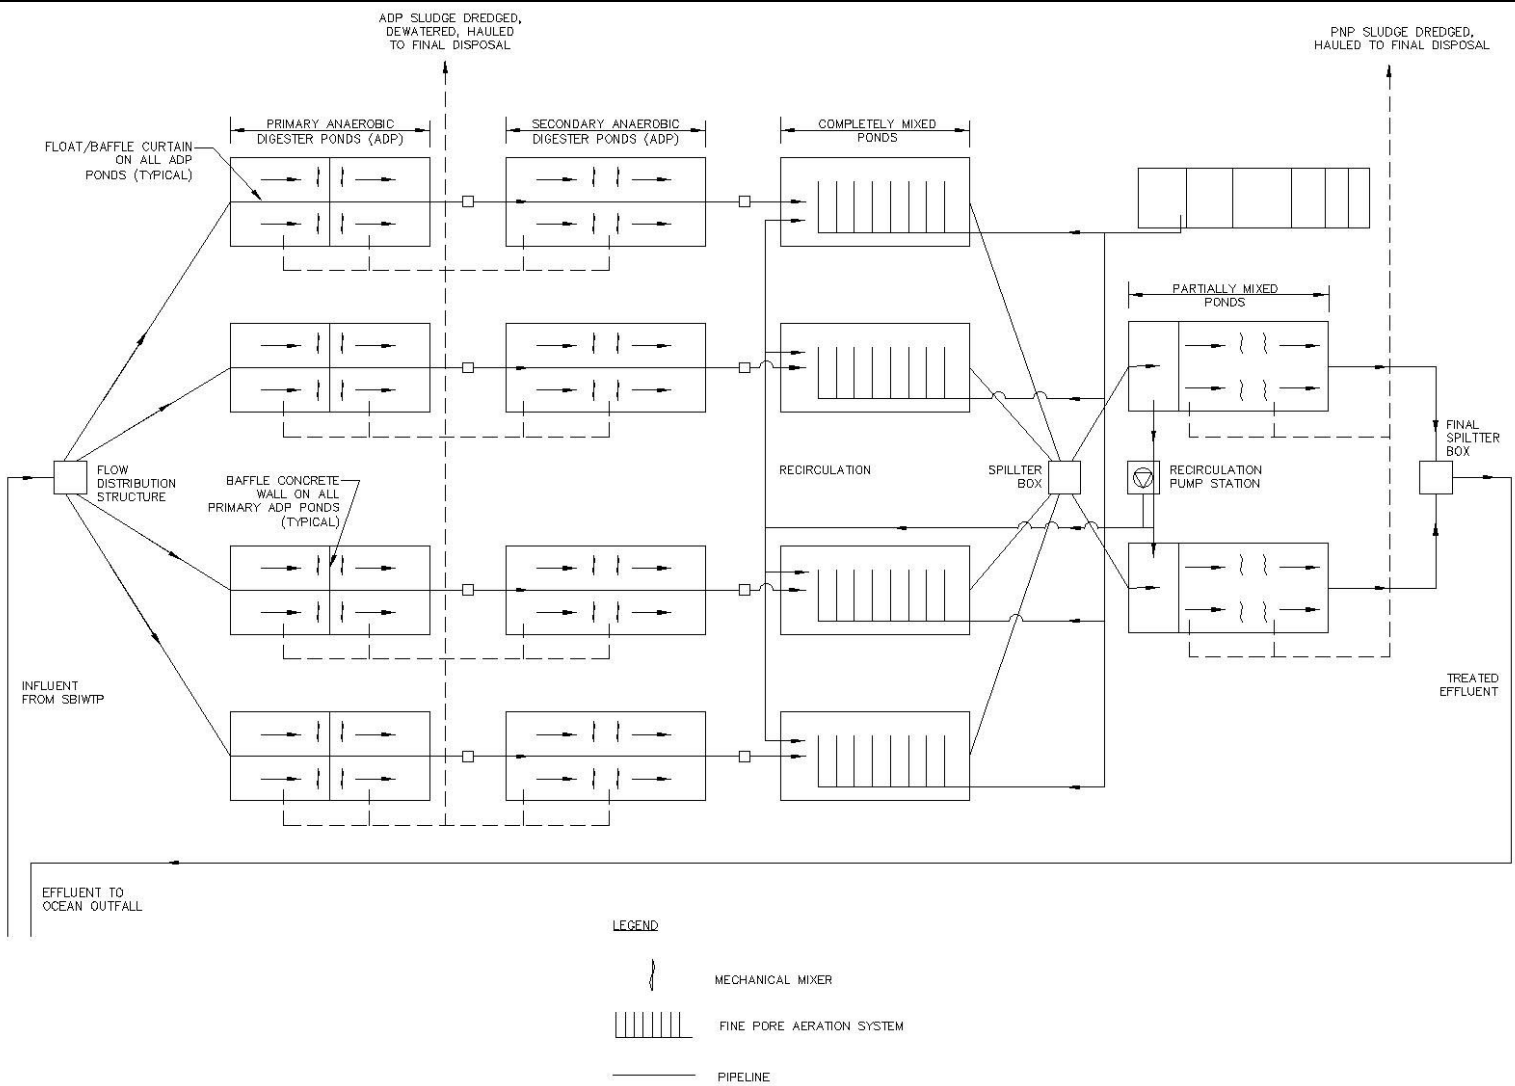 ADP SLUDGE DREDGED,
DEWATERED, HAULED
TO FINAL DISPOSAL
PNP SLUDGE DREDGED,
HAULED TO FINAL DISPOSAL
PRIMARY ANAEROBIC
DIGESTER PONDS (ADP)
SECONDARY ANAEROBIC
DIGESTER PONDS (ADP)
COMPLETELY MIXED
PONDS
FLOAT/BAFFLE CURTAIN
ON ALL ADP
PONDS (TYPICAL)
PARTIALLY MIXED
PONDS
FLOW
DISTRIBUTION
STRUCTURE
BAFFLE CONCRETE
WALL ON ALL
PRIMARY ADP PONDS
(TYPICAL)
RECIRCULATION
SPILLTER
BOX
RECIRCULATION
PUMP STATION
FINAL
SPILTTER
BOX
INFLUENT
FROM SBIWTP
TREATED
EFFLUENT
EFFLUENT TO
OCEAN OUTFALL
LEGEND
MECHANICAL MIXER
FINE PORE AERATION SYSTEM
PIPELINE